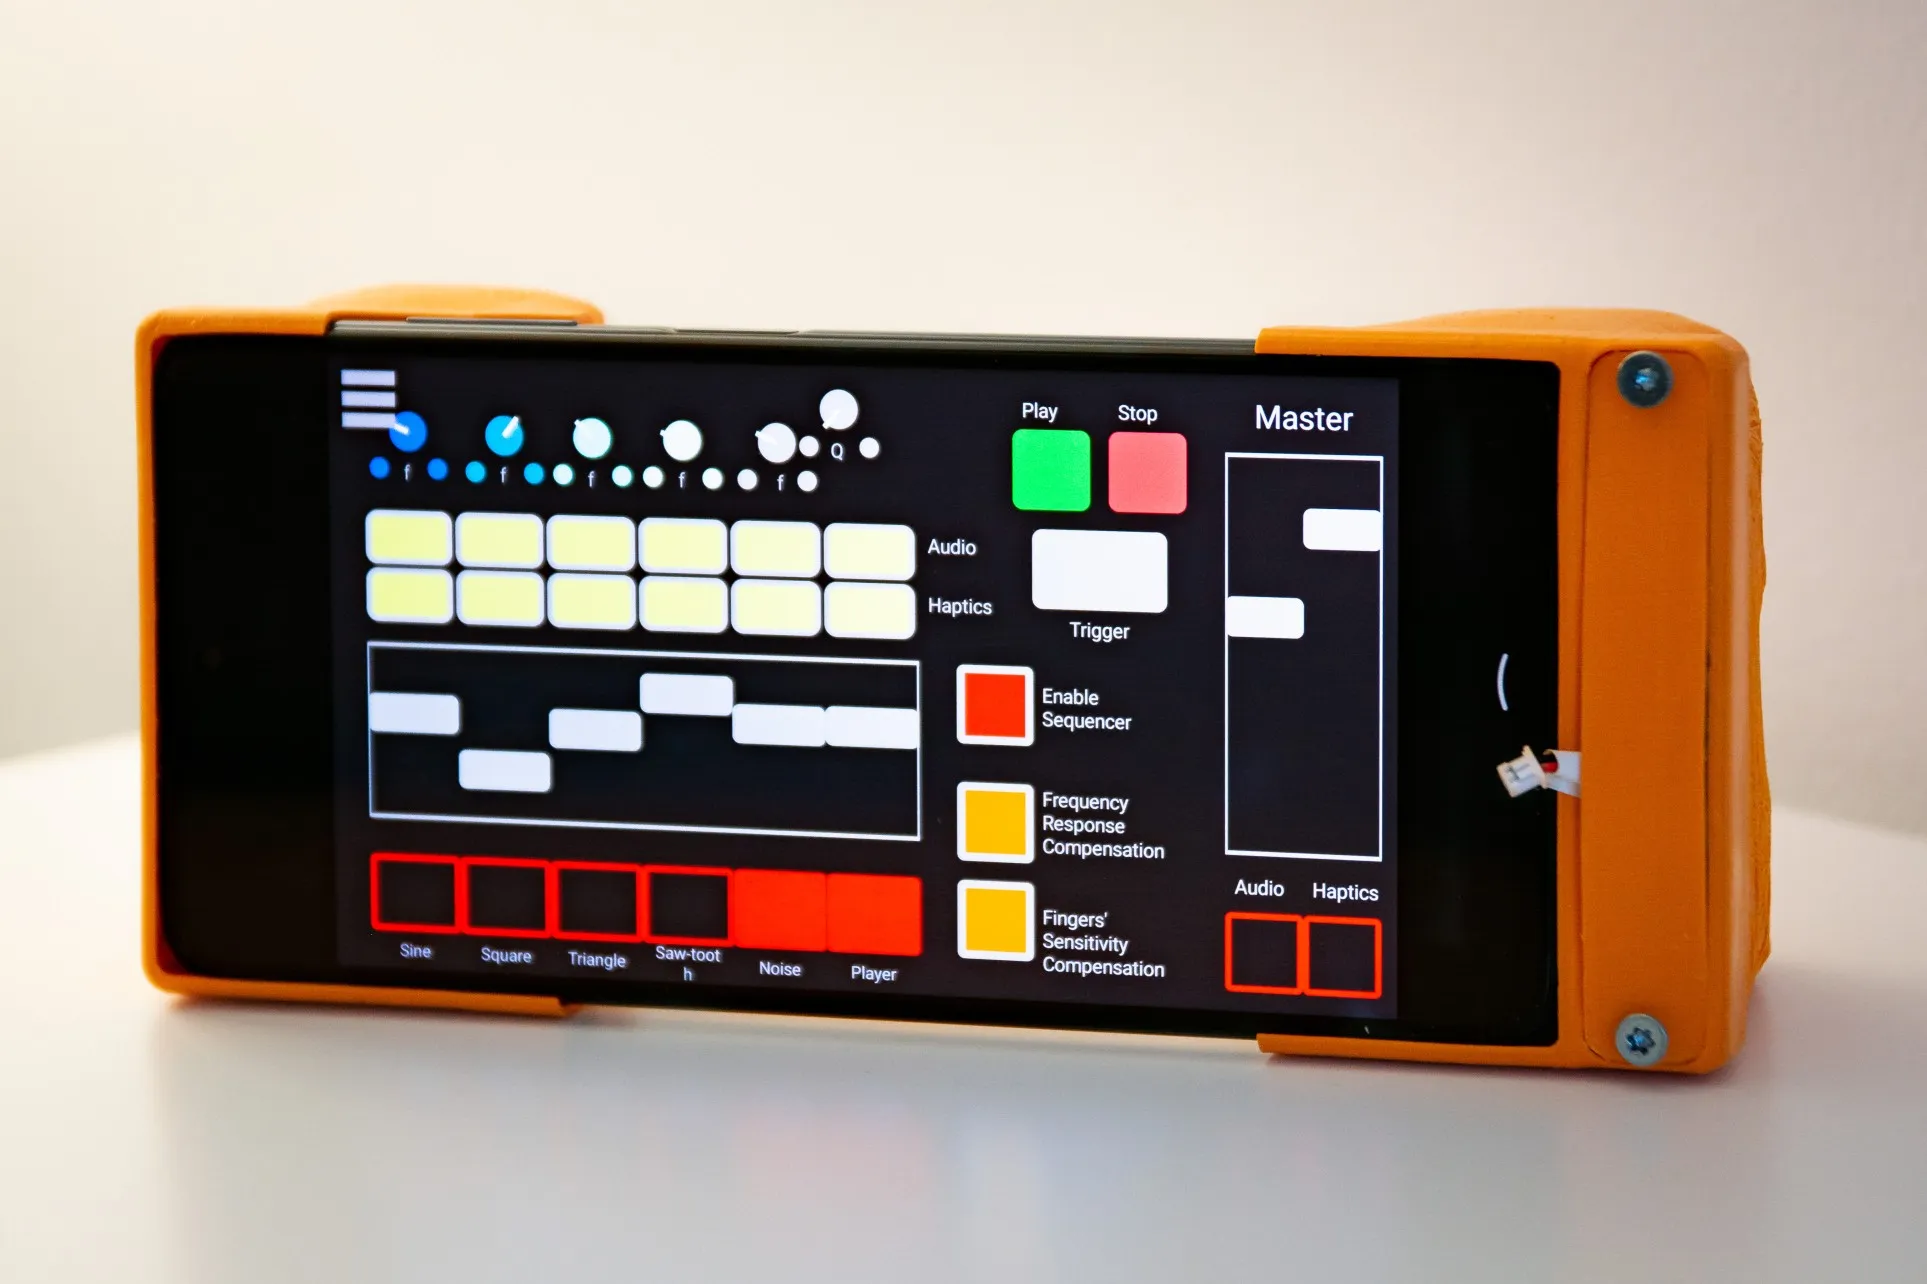 f
f
f
f
f
Q
Audio
Haptics
Play
Stop
Trigger
Enable
Sequencer
Frequency
Response
Compensation
Fingers'
Sensitivity
Compensation
Sine
Square
Triangle
Saw-toot
h
Noise
Player
Master
Audio
Haptics